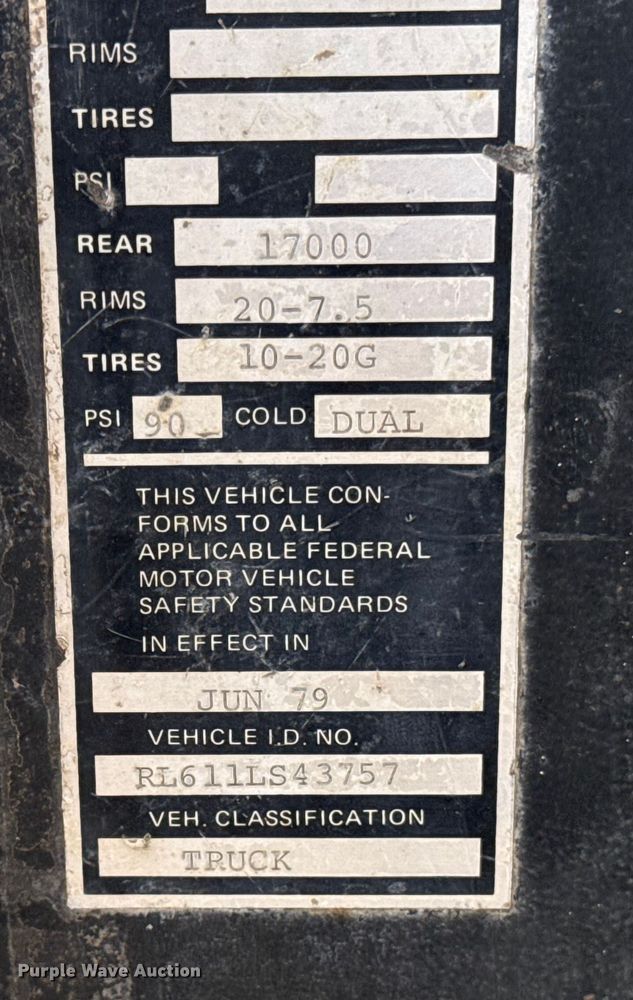 RIMS
TIRES
PSI
REAR 17000
RIMS 20-7.5
TIRES 10-20G
PSI 90 COLD DUAL
THIS VEHICLE CON-
FORMS TO ALL
APPLICABLE FEDERAL
MOTOR VEHICLE
SAFETY STANDARDS
IN EFFECT IN
JUN 79
VEHICLE I.D. NO.
RL611LS43757
VEH. CLASSIFICATION
TRUCK
Purple Wave Auction